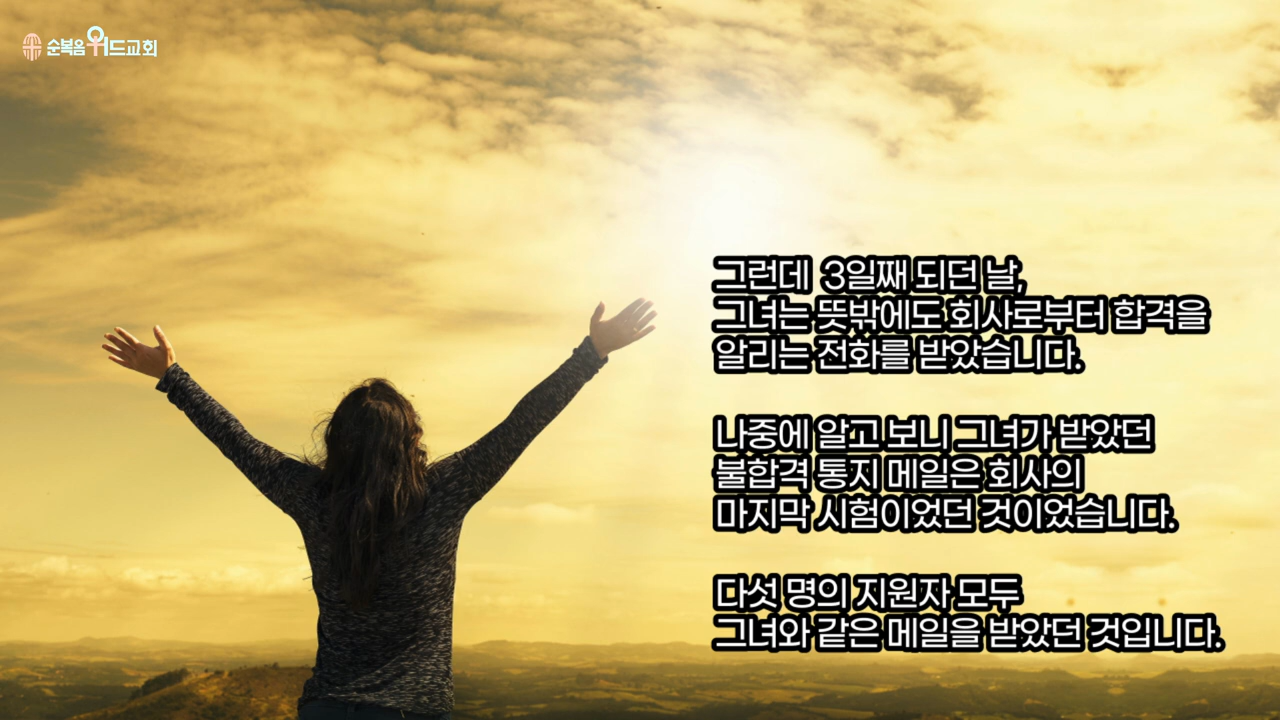 순복음위드교회
그런데 3일째 되던 날,
그녀는 뜻밖에도 회사로부터 합격을
알리는 전화를 받았습니다.
나중에 알고 보니 그녀가 받았던
불합격 통지 메일은 회사의
마지막 시험이었던 것이었습니다.
다섯 명의 지원자 모두
그녀와 같은 메일을 받았던 것입니다.